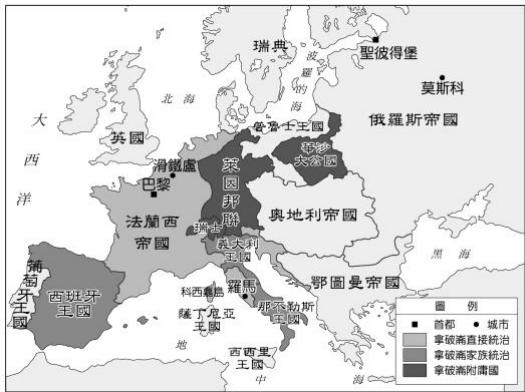 瑞典
波羅的海
聖彼得堡
莫斯科
北海
大西洋
英國
普魯士王國
俄羅斯帝國
華沙
大公國
滑鐵盧
巴黎
萊因邦聯
法蘭西
帝國
瑞士
奧地利帝國
義大利
王國
黑海
葡萄牙王國
西班牙
王國
科西嘉島
羅馬
鄂圖曼帝國
薩丁尼亞
王國
那不勒斯
王國
西西里
王國
地中海
圖例
首都
城市
拿破崙直接統治
拿破崙家族統治
拿破崙附庸國